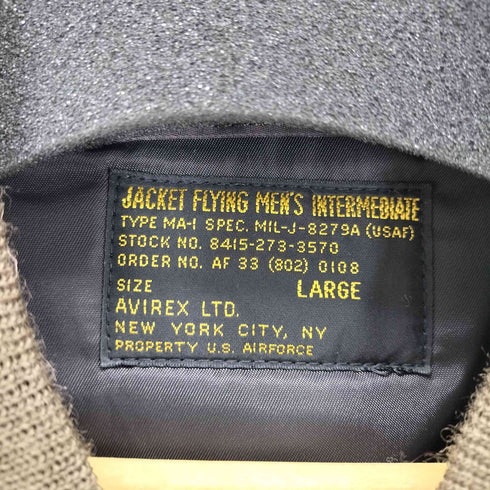 JACKET FLYING MEN'S INTERMEDIATE
TYPE MA-1 SPEC. MIL-J-8279A (USAF)
STOCK NO. 8415-273-3570
ORDER NO. AF 33 (802) 0108
SIZE LARGE
AVIREX LTD.
NEW YORK CITY, NY
PROPERTY U.S. AIRFORCE